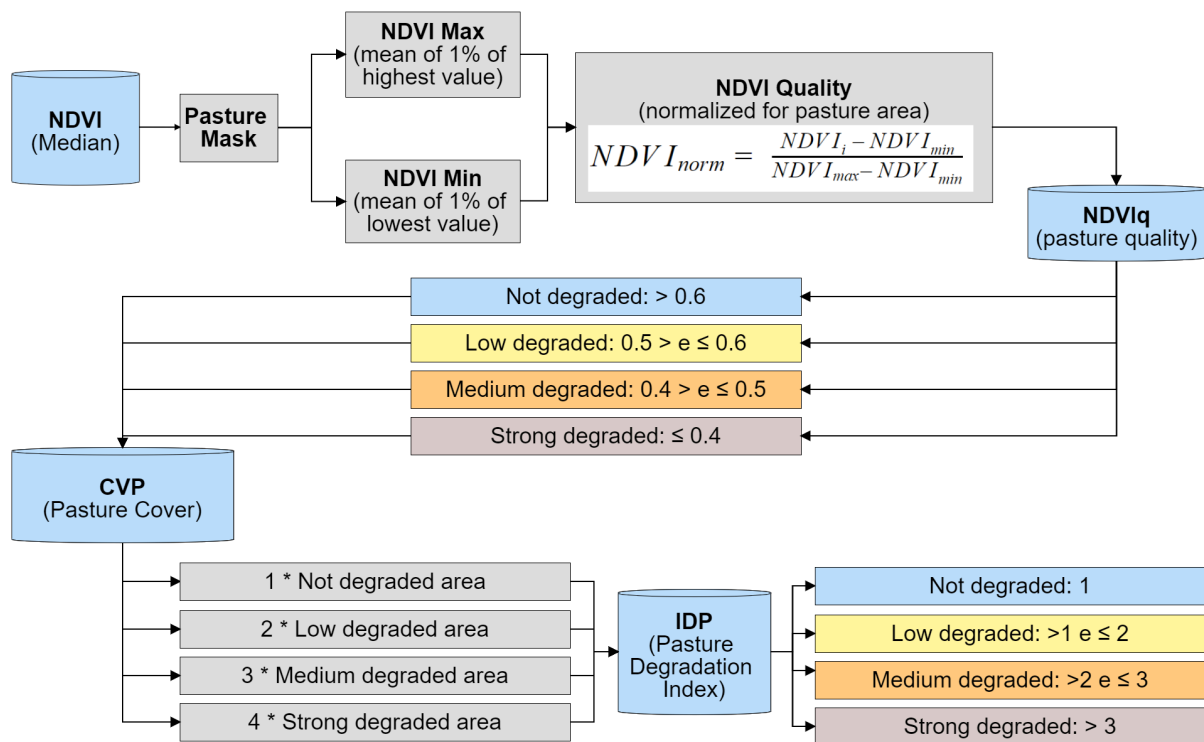 NDVI
(Median)
Pasture
Mask
NDVI Max
(mean of 1% of
highest value)
NDVI Min
(mean of 1% of
lowest value)
NDVI Quality
(normalized for pasture area)
NDVI_norm = (NDVI_i − NDVI_min) / (NDVI_max − NDVI_min)
NDVIq
(pasture quality)
Not degraded: > 0.6
Low degraded: 0.5 > e ≤ 0.6
Medium degraded: 0.4 > e ≤ 0.5
Strong degraded: ≤ 0.4
CVP
(Pasture Cover)
1 * Not degraded area
2 * Low degraded area
3 * Medium degraded area
4 * Strong degraded area
IDP
(Pasture
Degradation
Index)
Not degraded: 1
Low degraded: >1 e ≤ 2
Medium degraded: >2 e ≤ 3
Strong degraded: > 3